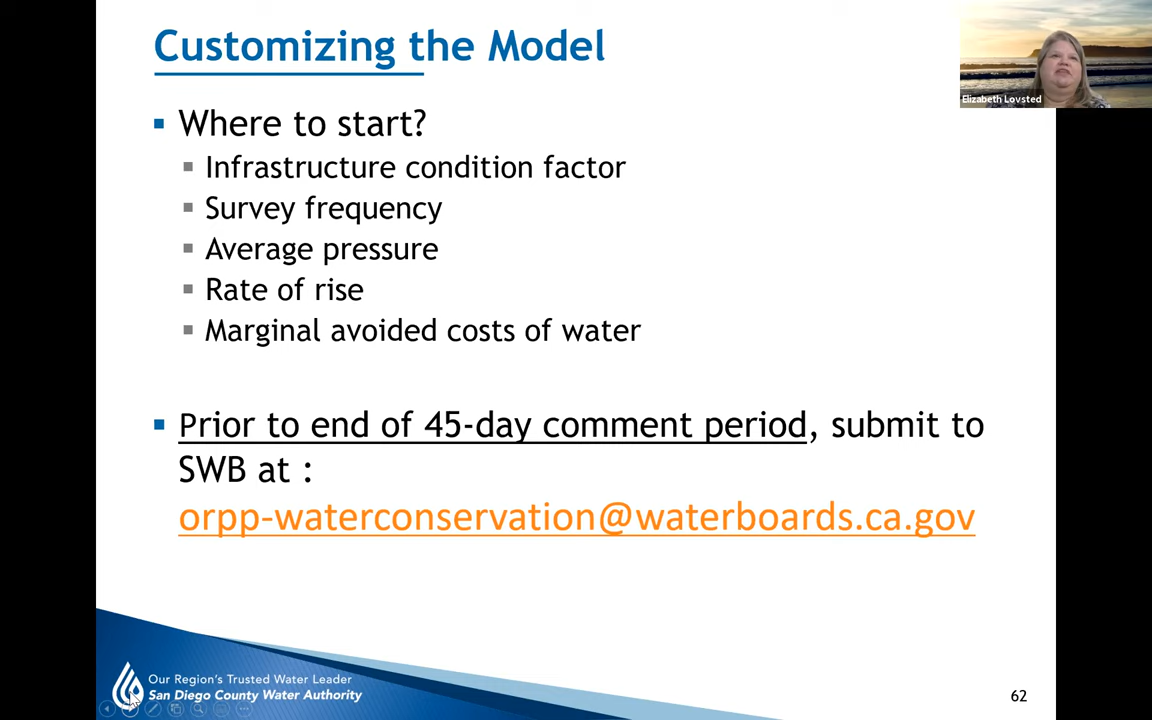 Customizing the Model
Elizabeth Lovsted
Where to start?
Infrastructure condition factor
Survey frequency
Average pressure
Rate of rise
Marginal avoided costs of water
Prior to end of 45-day comment period, submit to
SWB at :
orpp-waterconservation@waterboards.ca.gov
Our Region's Trusted Water Leader
San Diego County Water Authority
62